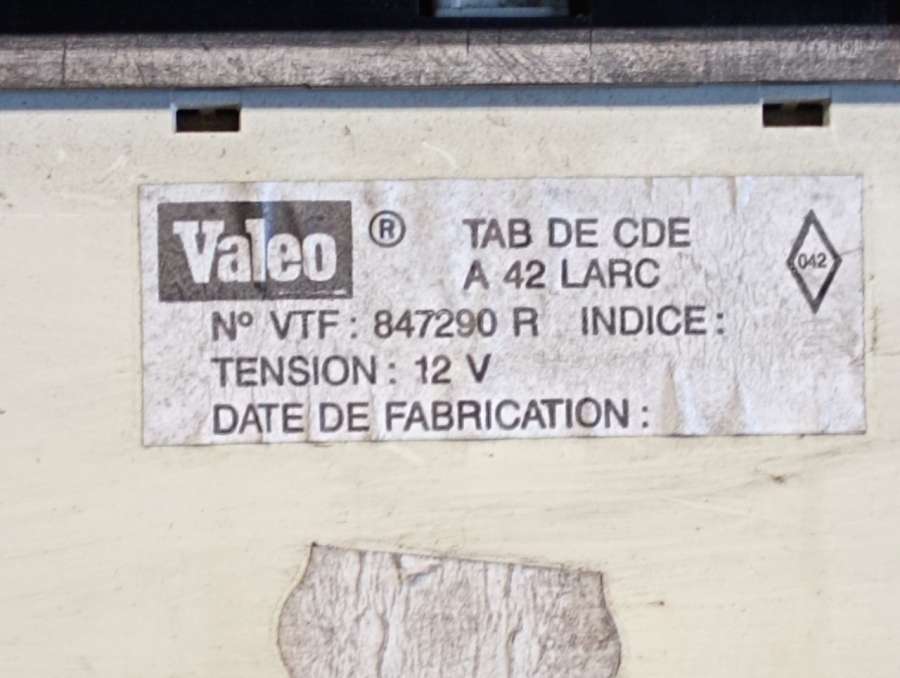 Valeo ® TAB DE CDE
A 42 LARC
042
N° VTF : 847290 R INDICE :
TENSION : 12 V
DATE DE FABRICATION :